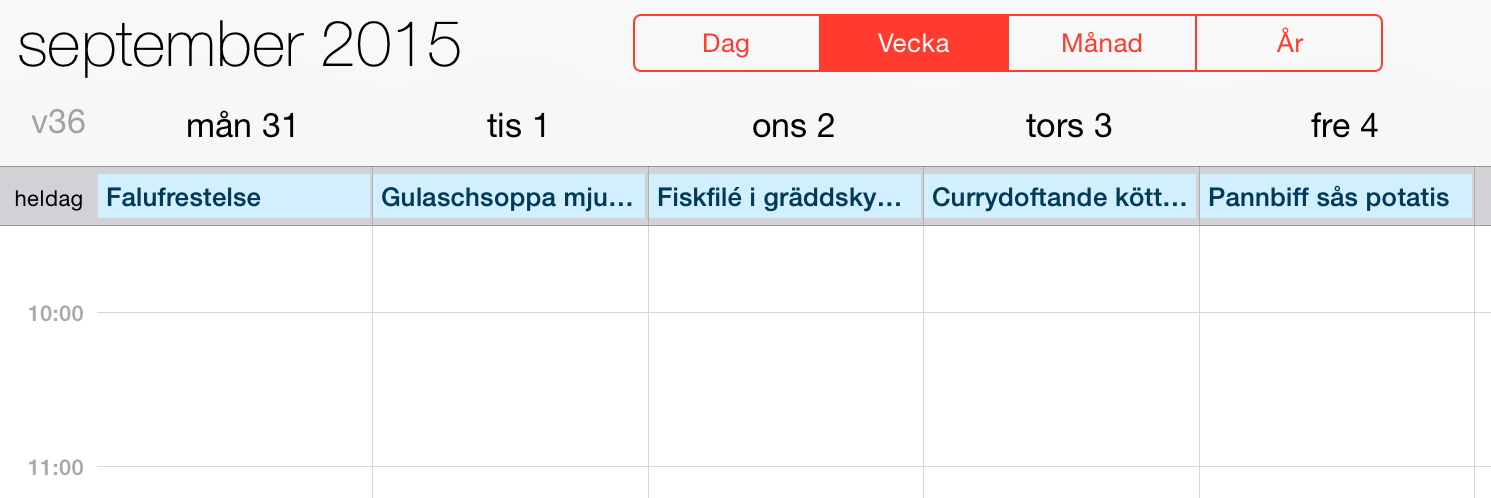 september 2015
Dag Vecka Månad År
v36 mån 31 tis 1 ons 2 tors 3 fre 4
heldag Falufrestelse Gulaschsoppa mju... Fiskfilé i gräddsky... Currydoftande kött... Pannbiff sås potatis
10:00
11:00